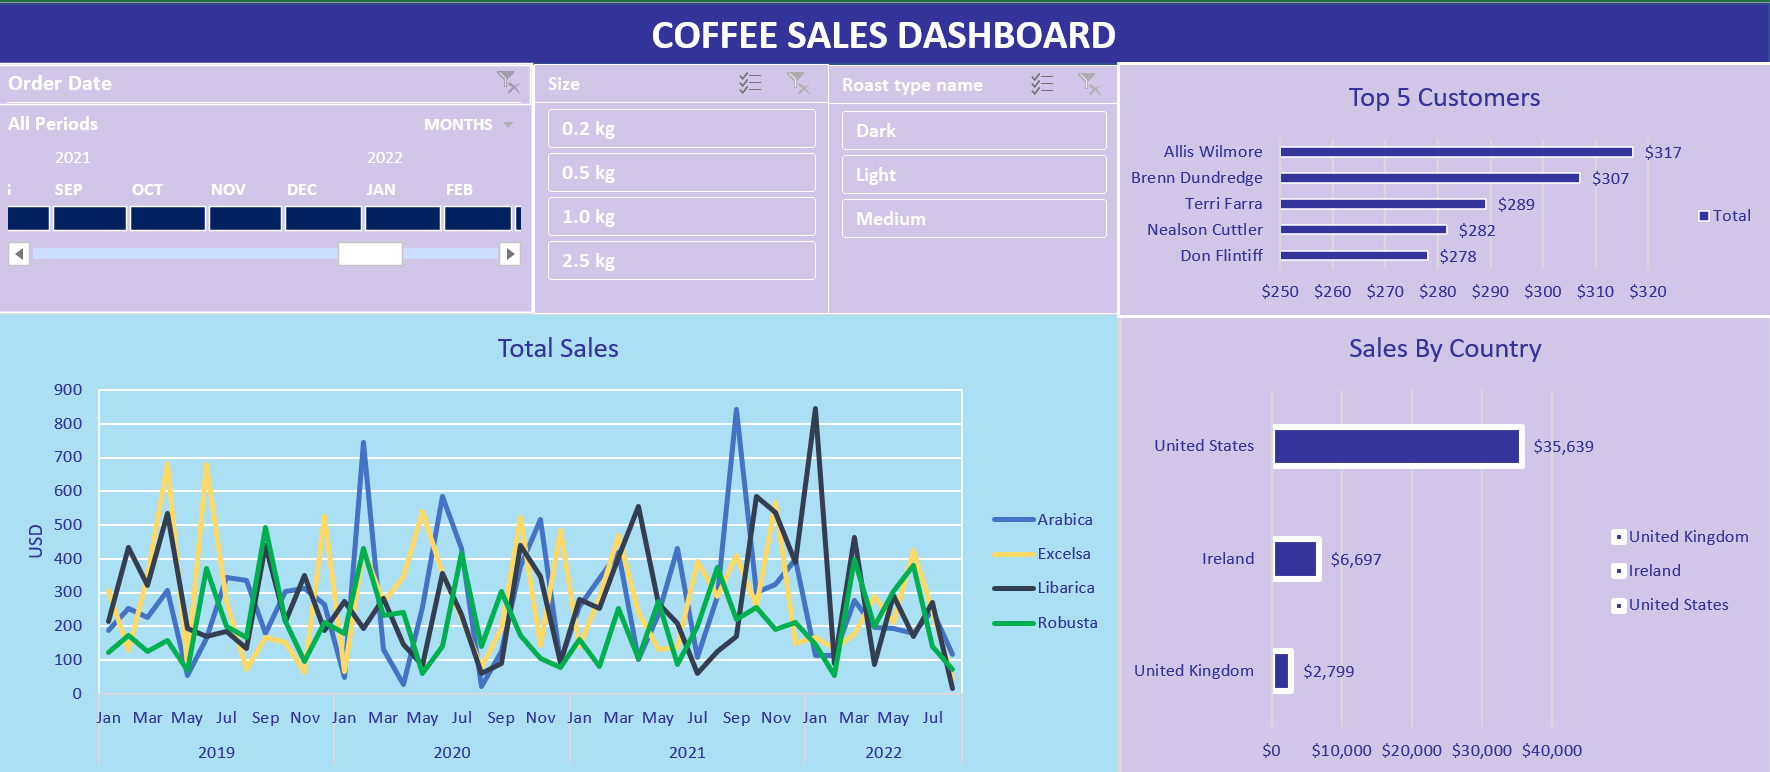 COFFEE SALES DASHBOARD
Order Date
All Periods
MONTHS
2021 2022
SEP OCT NOV DEC JAN FEB
Size
0.2 kg
0.5 kg
1.0 kg
2.5 kg
Roast type name
Dark
Light
Medium
Top 5 Customers
Allis Wilmore $317
Brenn Dundredge $307
Terri Farra $289
Nealson Cuttler $282
Don Flintiff $278
Total
$250 $260 $270 $280 $290 $300 $310 $320
Total Sales
USD
900
800
700
600
500
400
300
200
100
0
Jan Mar May Jul Sep Nov Jan Mar May Jul Sep Nov Jan Mar May Jul Sep Nov Jan Mar May Jul
2019 2020 2021 2022
Arabica
Excelsa
Libarica
Robusta
Sales By Country
United States $35,639
Ireland $6,697
United Kingdom $2,799
United Kingdom
Ireland
United States
$0 $10,000 $20,000 $30,000 $40,000